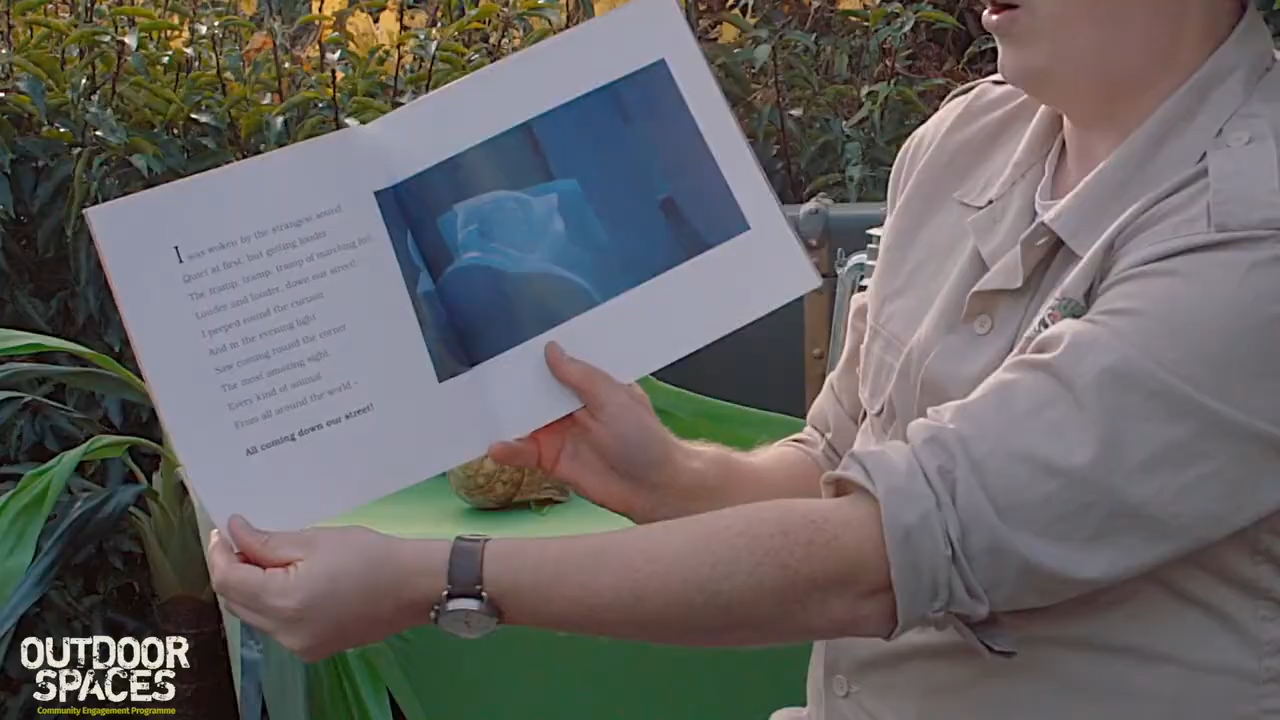 I was woken by the strangest sound
Quiet at first, but getting louder
The tramp, tramp, tramp of marching feet
Louder and louder, down our street!
I peeped round the curtain
And in the evening light
Saw coming round the corner
The most amazing sight.
Every kind of animal
From all around the world –
All coming down our street!
OUTDOOR
SPACES
Community Engagement Programme